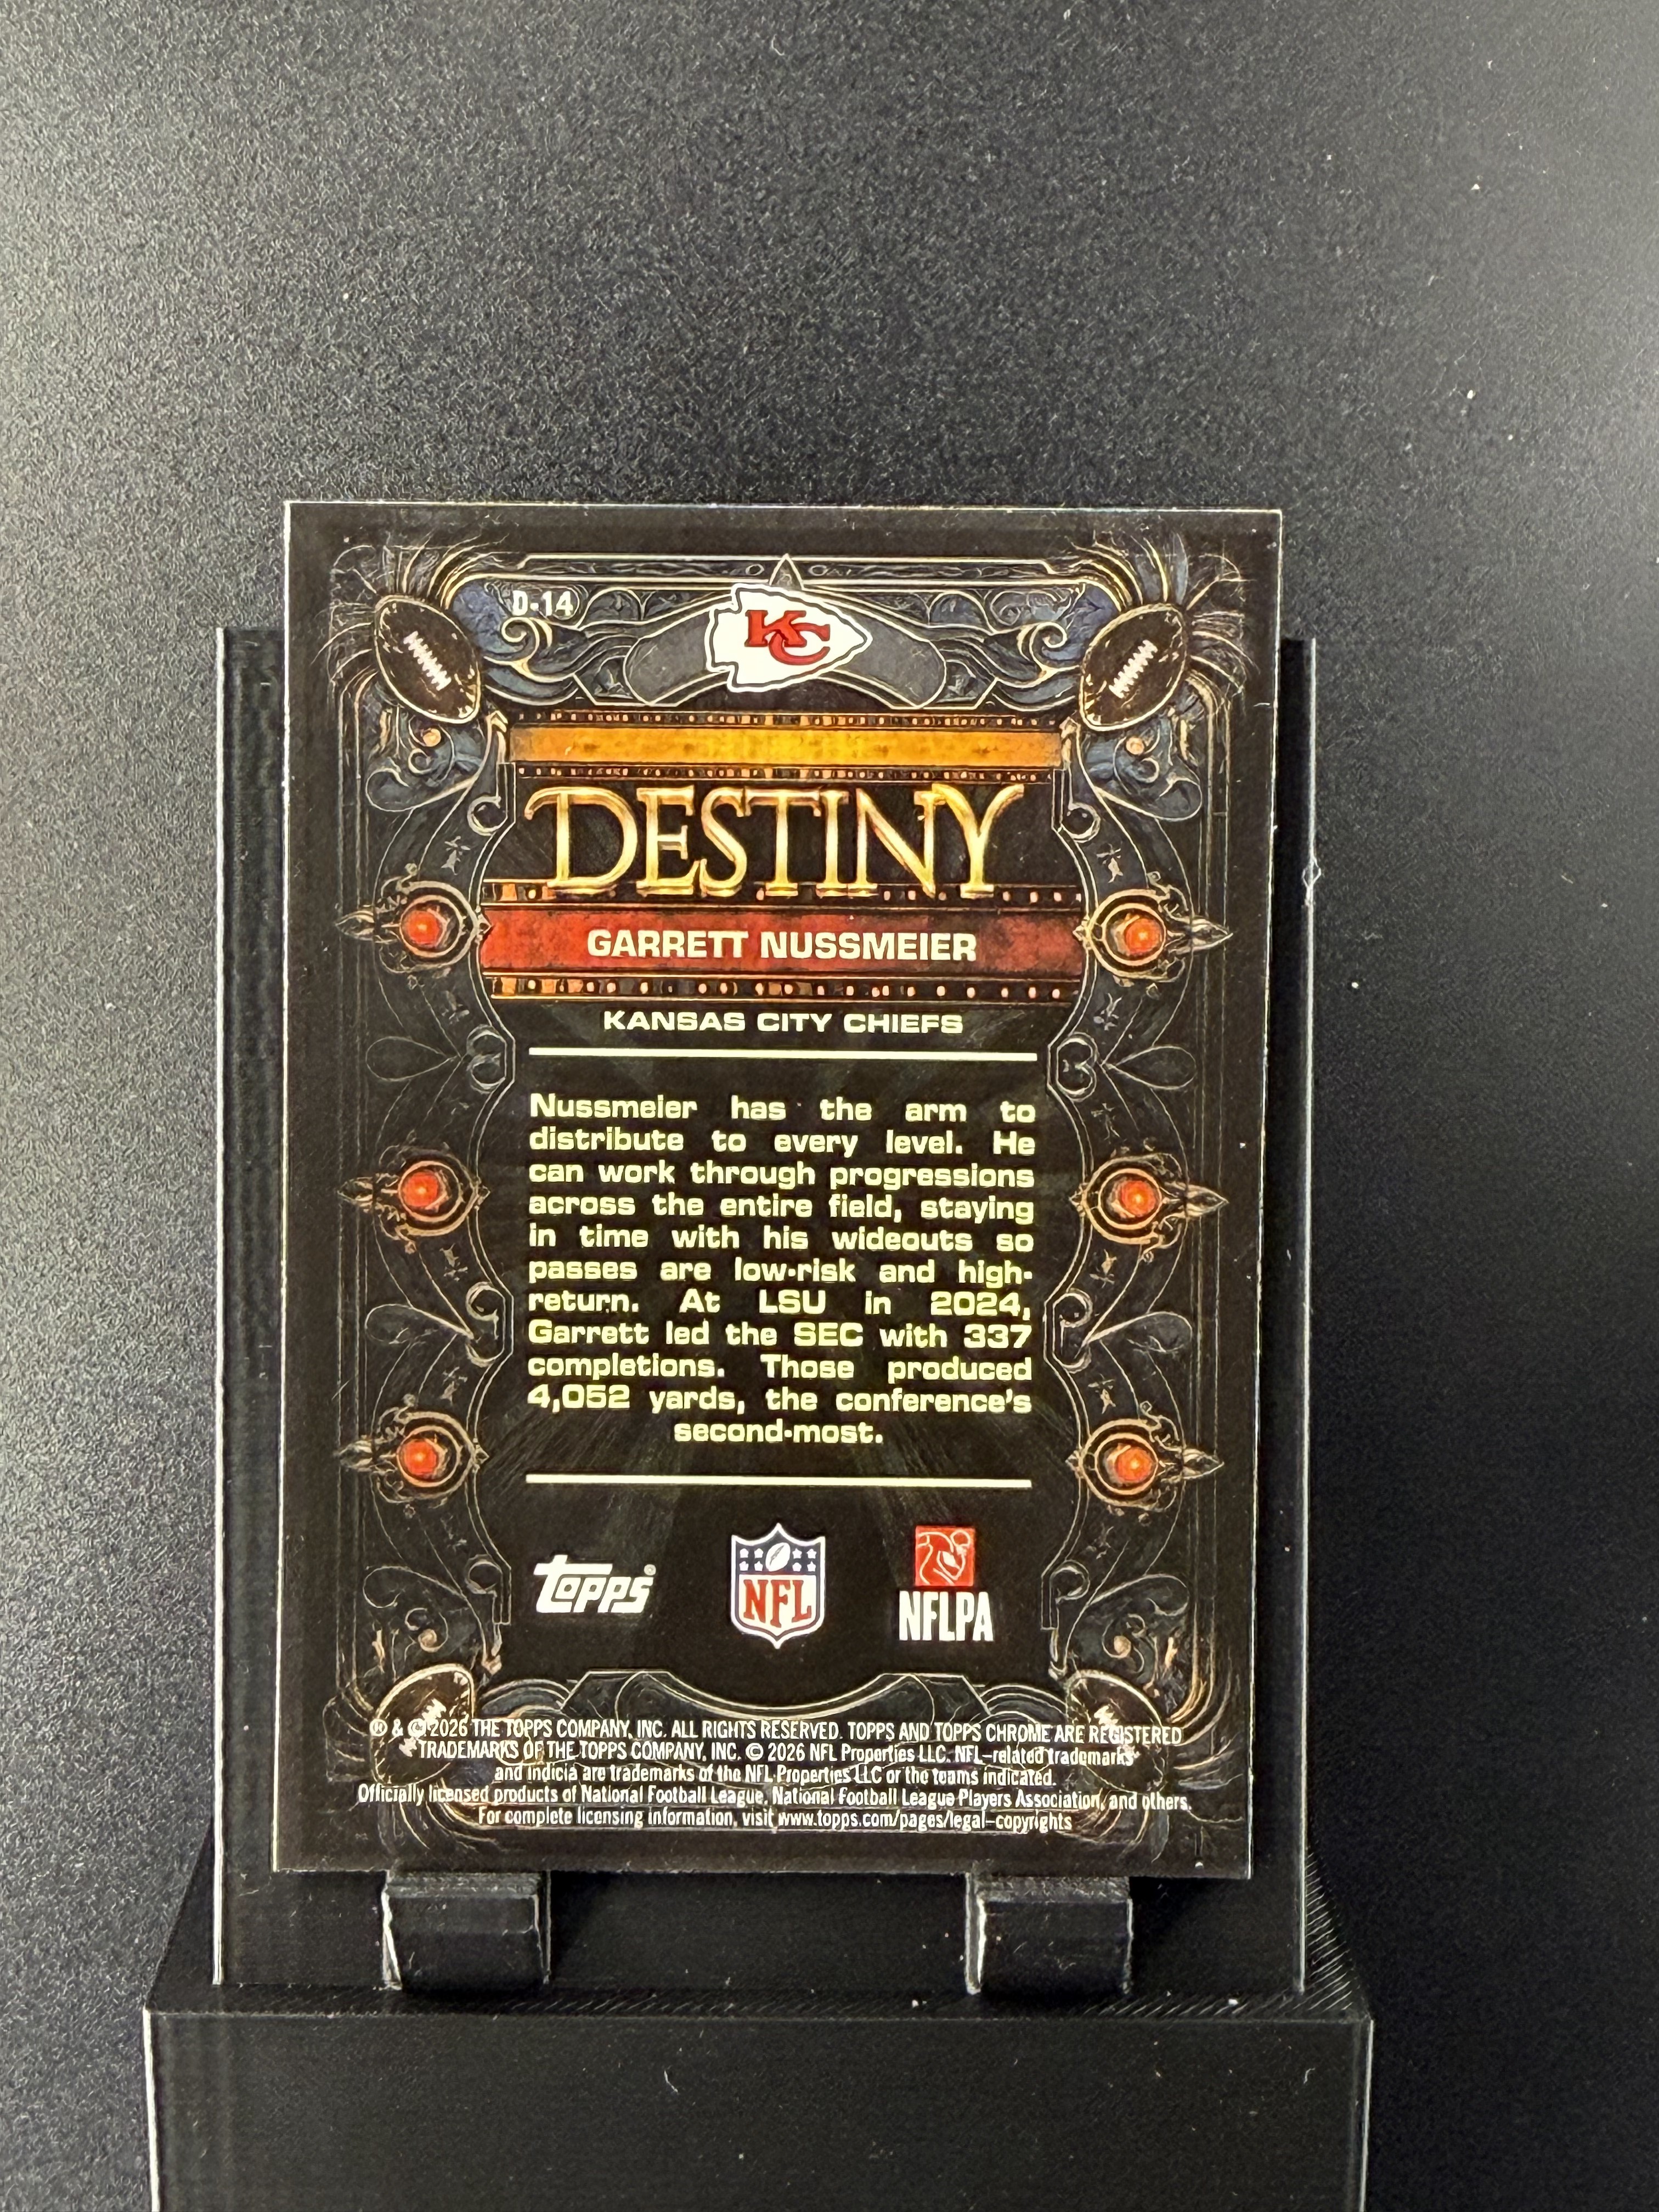 D-14
KC
DESTINY
GARRETT NUSSMEIER
KANSAS CITY CHIEFS
Nussmeier has the arm to
distribute to every level. He
can work through progressions
across the entire field, staying
in time with his wideouts so
passes are low-risk and high-
return. At LSU in 2024,
Garrett led the SEC with 337
completions. Those produced
4,052 yards, the conference's
second-most.
Topps®
NFL
NFLPA
® & © 2026 THE TOPPS COMPANY, INC. ALL RIGHTS RESERVED. TOPPS AND TOPPS CHROME ARE REGISTERED
TRADEMARKS OF THE TOPPS COMPANY, INC. © 2026 NFL Properties LLC. NFL-related trademarks
and indicia are trademarks of the NFL Properties LLC or the teams indicated.
Officially licensed products of National Football League, National Football League Players Association, and others.
For complete licensing information, visit www.topps.com/pages/legal-copyrights